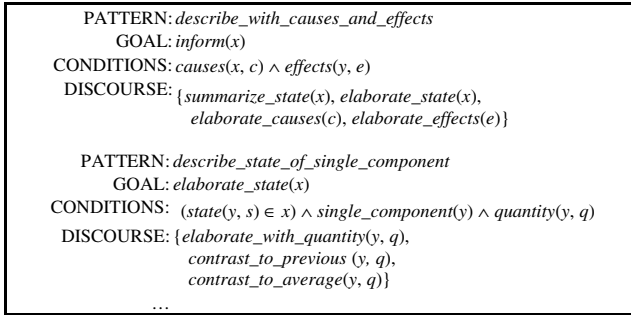 PATTERN: describe_with_causes_and_effects
GOAL: inform(x)
CONDITIONS: causes(x, c) ∧ effects(y, e)
DISCOURSE: {summarize_state(x), elaborate_state(x),
elaborate_causes(c), elaborate_effects(e)}
PATTERN: describe_state_of_single_component
GOAL: elaborate_state(x)
CONDITIONS: (state(y, s) ∈ x) ∧ single_component(y) ∧ quantity(y, q)
DISCOURSE: {elaborate_with_quantity(y, q),
contrast_to_previous (y, q),
contrast_to_average(y, q)}
…